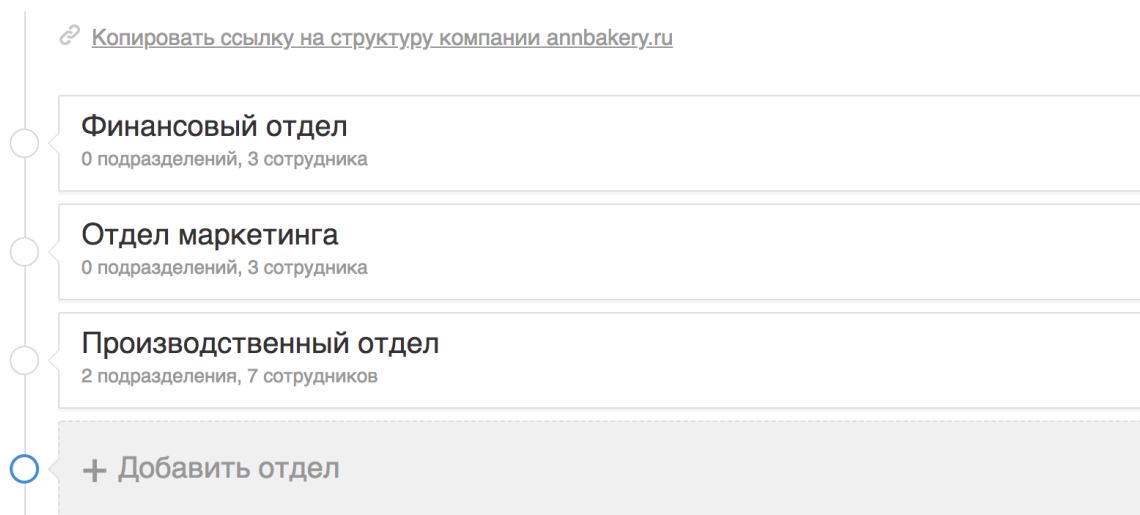 Копировать ссылку на структуру компании annbakery.ru
Финансовый отдел
0 подразделений, 3 сотрудника
Отдел маркетинга
0 подразделений, 3 сотрудника
Производственный отдел
2 подразделения, 7 сотрудников
+ Добавить отдел